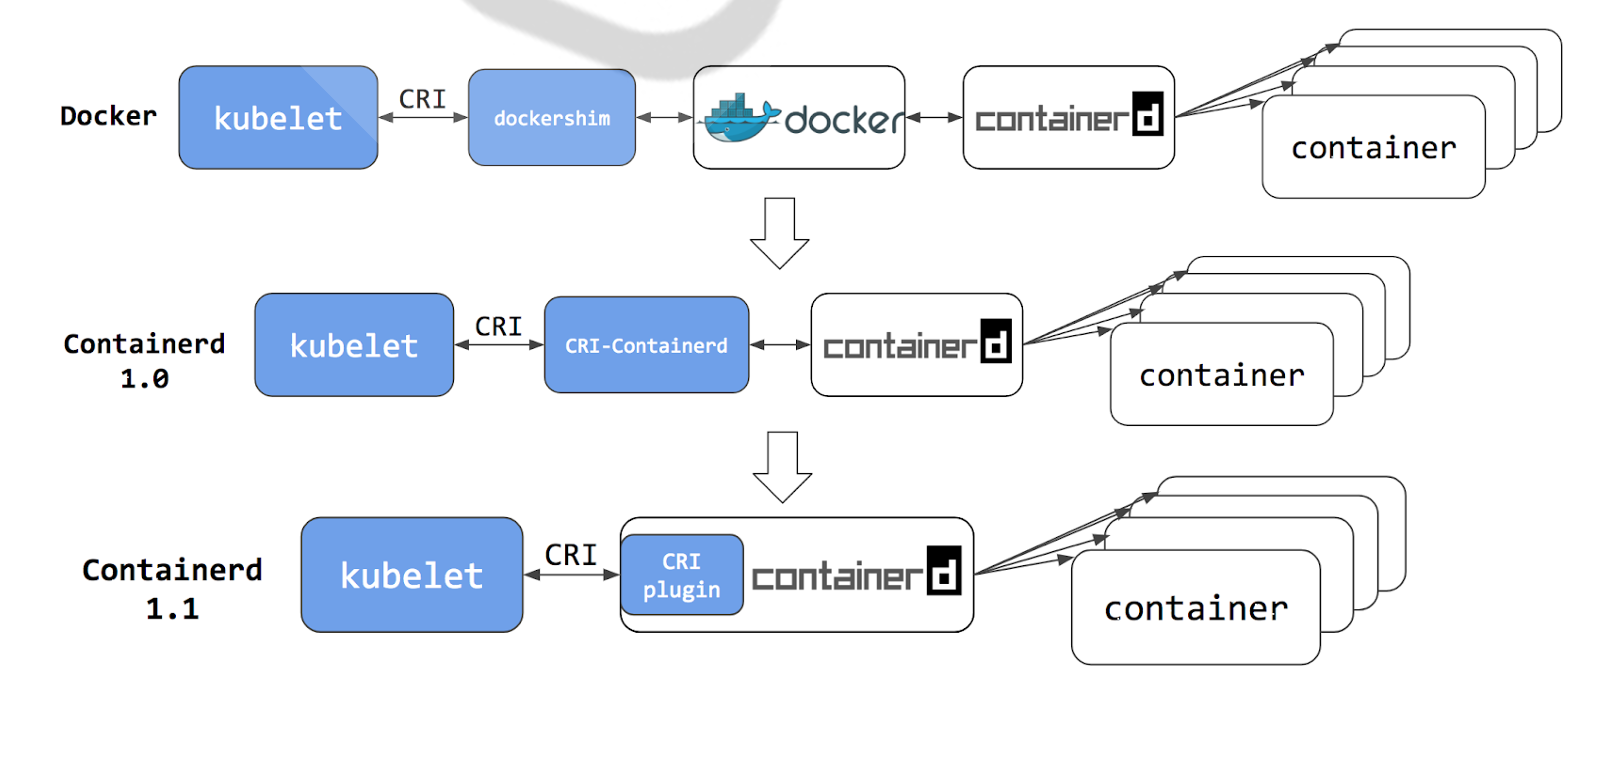 Docker
kubelet
CRI
dockershim
docker
containerd
container
Containerd
1.0
kubelet
CRI
CRI-Containerd
containerd
container
Containerd
1.1
kubelet
CRI
CRI
plugin
containerd
container